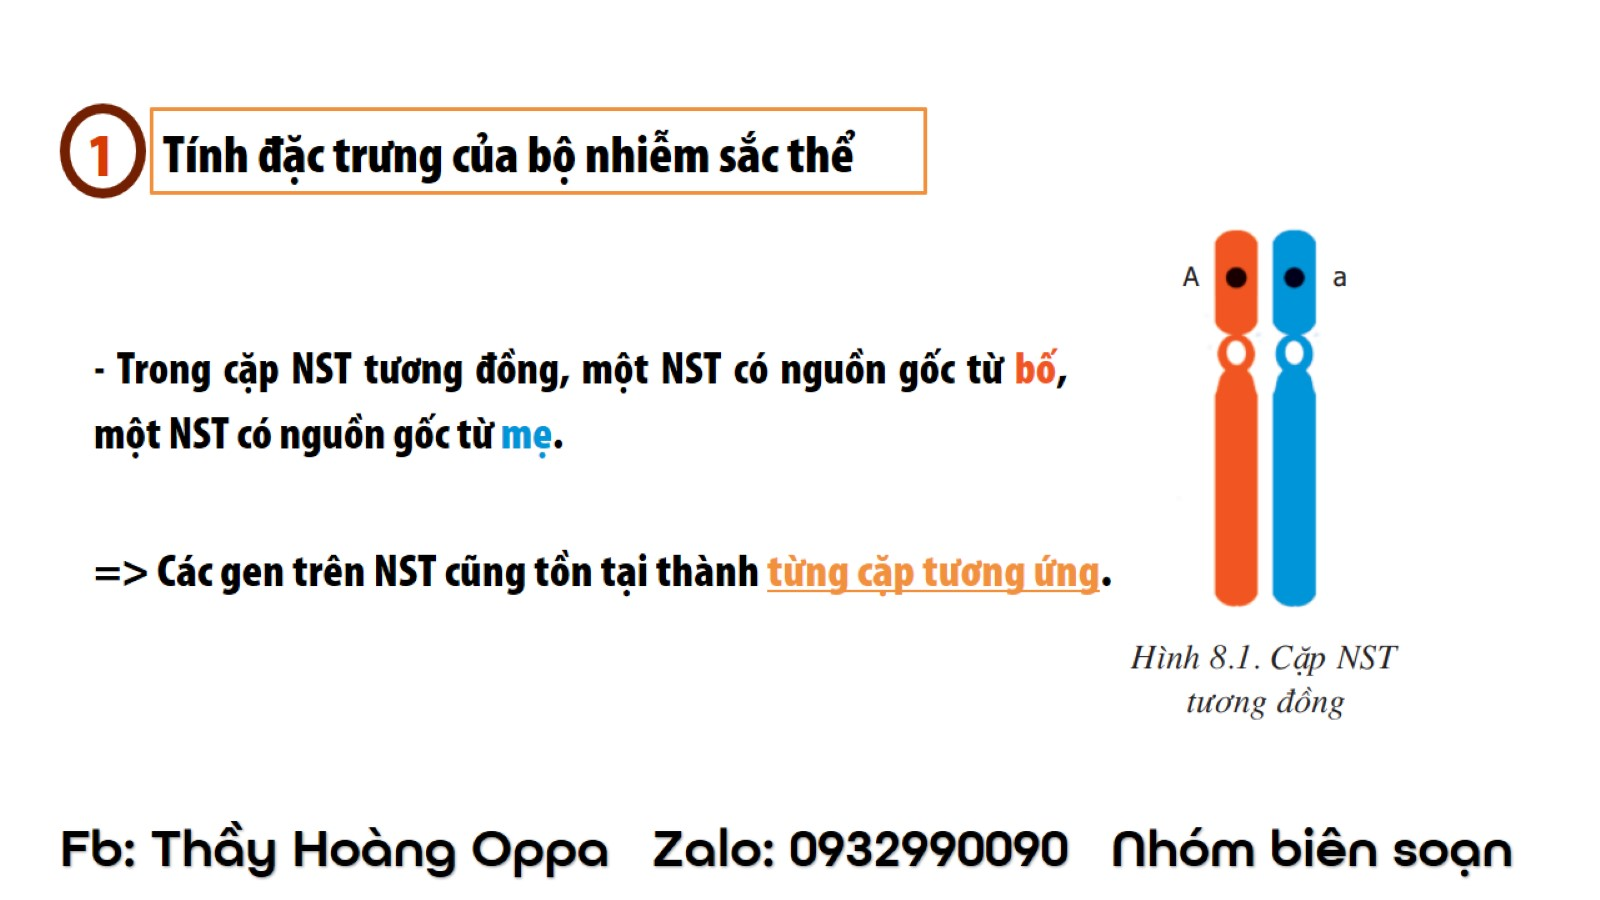 1
Tính đặc trưng của bộ nhiễm sắc thể
A
a
- Trong cặp NST tương đồng, một NST có nguồn gốc từ bố,
một NST có nguồn gốc từ mẹ.
=> Các gen trên NST cũng tồn tại thành từng cặp tương ứng.
Hình 8.1. Cặp NST
tương đồng
Fb: Thầy Hoàng Oppa Zalo: 0932990090 Nhóm biên soạn